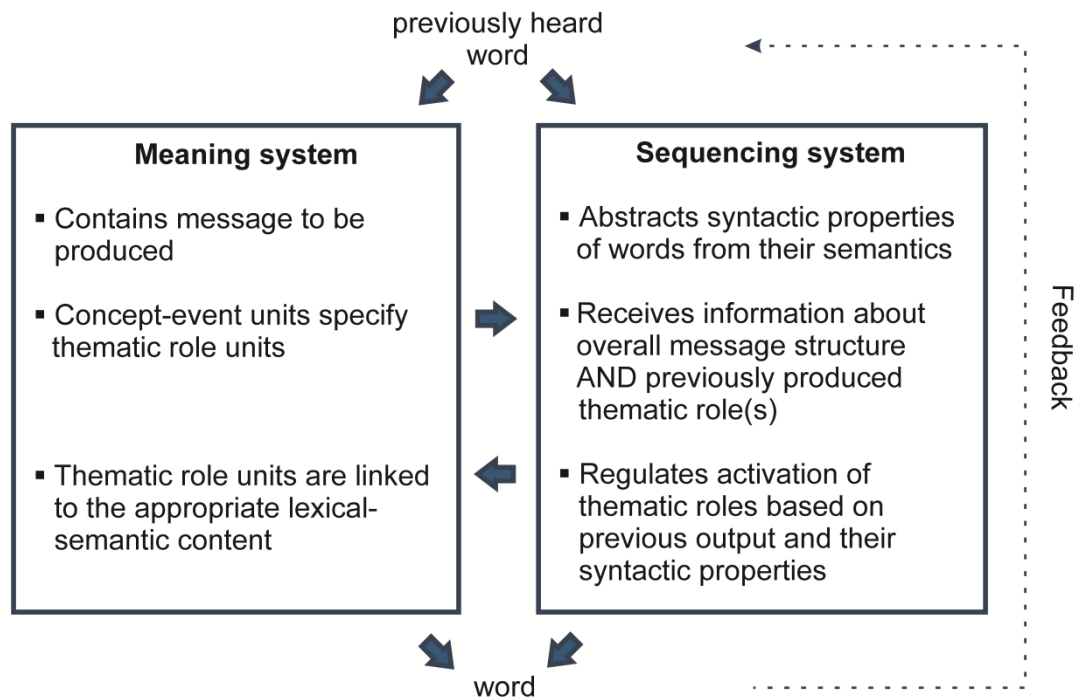 previously heard
word
Meaning system
▪ Contains message to be
produced
▪ Concept-event units specify
thematic role units
▪ Thematic role units are linked
to the appropriate lexical-
semantic content
Sequencing system
▪ Abstracts syntactic properties
of words from their semantics
▪ Receives information about
overall message structure
AND previously produced
thematic role(s)
▪ Regulates activation of
thematic roles based on
previous output and their
syntactic properties
Feedback
word